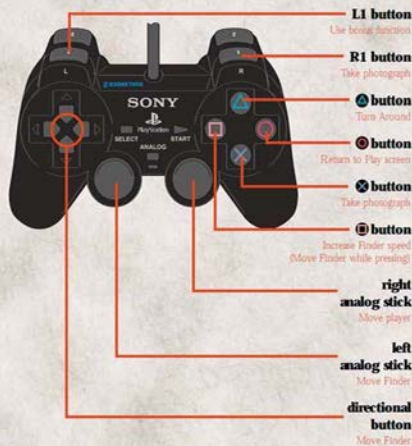 L1 button
Use bonus function
R1 button
Take photograph
L
R
SONY
PlayStation
SELECT
START
ANALOG
button
Turn Around
button
Return to Play screen
button
Take photograph
button
Increase Finder speed
(Move Finder while pressing)
right
analog stick
Move player
left
analog stick
Move Finder
directional
button
Move Finder